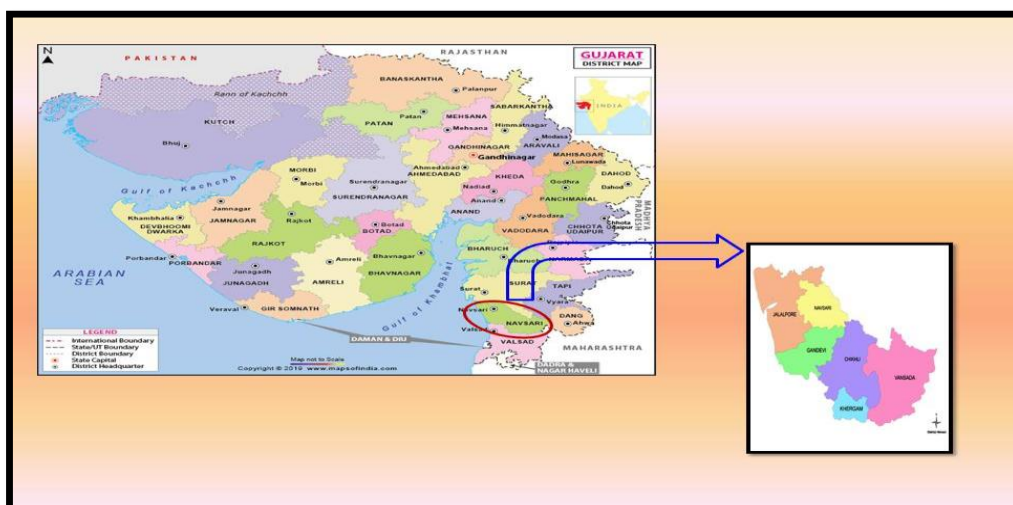 N
PAKISTAN
RAJASTHAN
GUJARAT
DISTRICT MAP
INDIA
Rann of Kachchh
KUTCH
Bhuj
BANASKANTHA
Palanpur
PATAN
Patan
MEHSANA
Mehsana
SABARKANTHA
Himmatnagar
ARAVALI
Modasa
GANDHINAGAR
Gandhinagar
MAHISAGAR
Lunawada
Ahmedabad
AHMEDABAD
KHEDA
Nadiad
DAHOD
Dahod
Godhra
PANCHMAHAL
MADHYA PRADESH
Gulf of Kachchh
MORBI
Morbi
Surendranagar
SURENDRANAGAR
Anand
ANAND
Vadodara
VADODARA
Chhota Udaipur
CHHOTA UDAIPUR
Khambhalia
DEVBHOOMI DWARKA
Jamnagar
JAMNAGAR
Rajkot
RAJKOT
Botad
BOTAD
Porbandar
PORBANDAR
Junagadh
JUNAGADH
Amreli
AMRELI
Bhavnagar
BHAVNAGAR
BHARUCH
Bharuch
NARMADA
ARABIAN SEA
Gulf of Khambhat
Surat
SURAT
TAPI
Vyara
Veraval
GIR SOMNATH
Navsari
NAVSARI
DANG
Ahwa
Valsad
VALSAD
MAHARASHTRA
DAMAN & DIU
DADRA & NAGAR HAVELI
LEGEND
International Boundary
State/UT Boundary
District Boundary
State Capital
District Headquarter
Map not to Scale
Copyright © 2019 www.mapsofindia.com
JALALPORE
NAVSARI
GANDEVI
CHIKHLI
VANSADA
KHERGAM